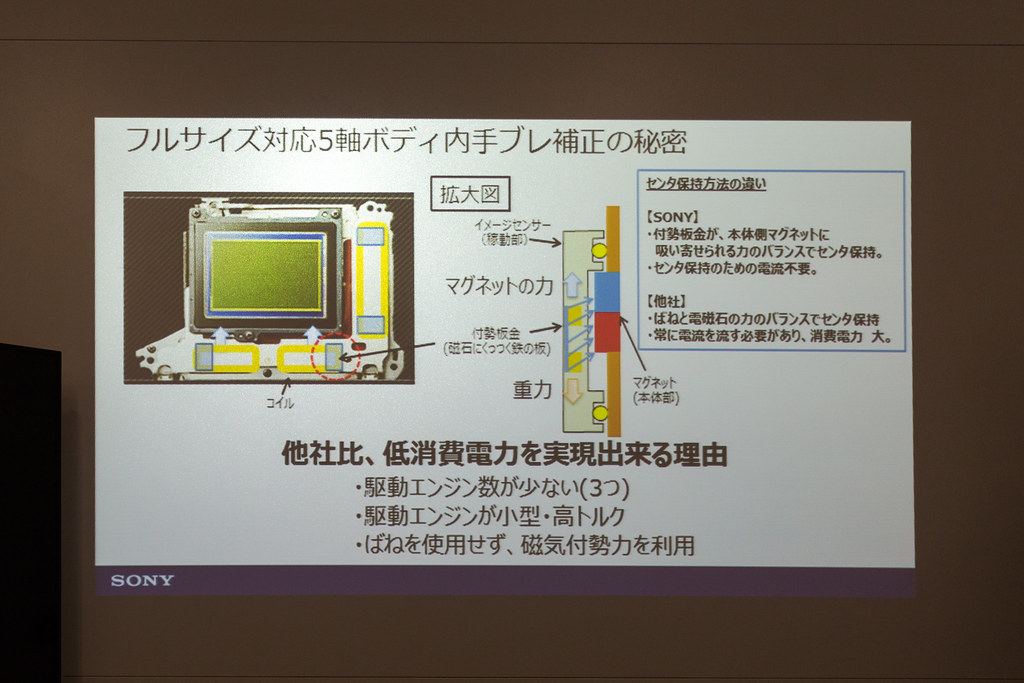 フルサイズ対応5軸ボディ内手ブレ補正の秘密
拡大図
イメージセンサー
(稼動部)
マグネットの力
付勢板金
(磁石にくっつく鉄の板)
重力
コイル
マグネット
(本体部)
センタ保持方法の違い
【SONY】
・付勢板金が、本体側マグネットに
吸い寄せられる力のバランスでセンタ保持。
・センタ保持のための電流不要。
【他社】
・ばねと電磁石の力のバランスでセンタ保持
・常に電流を流す必要があり、消費電力 大。
他社比、低消費電力を実現出来る理由
・駆動エンジン数が少ない(3つ)
・駆動エンジンが小型・高トルク
・ばねを使用せず、磁気付勢力を利用
SONY